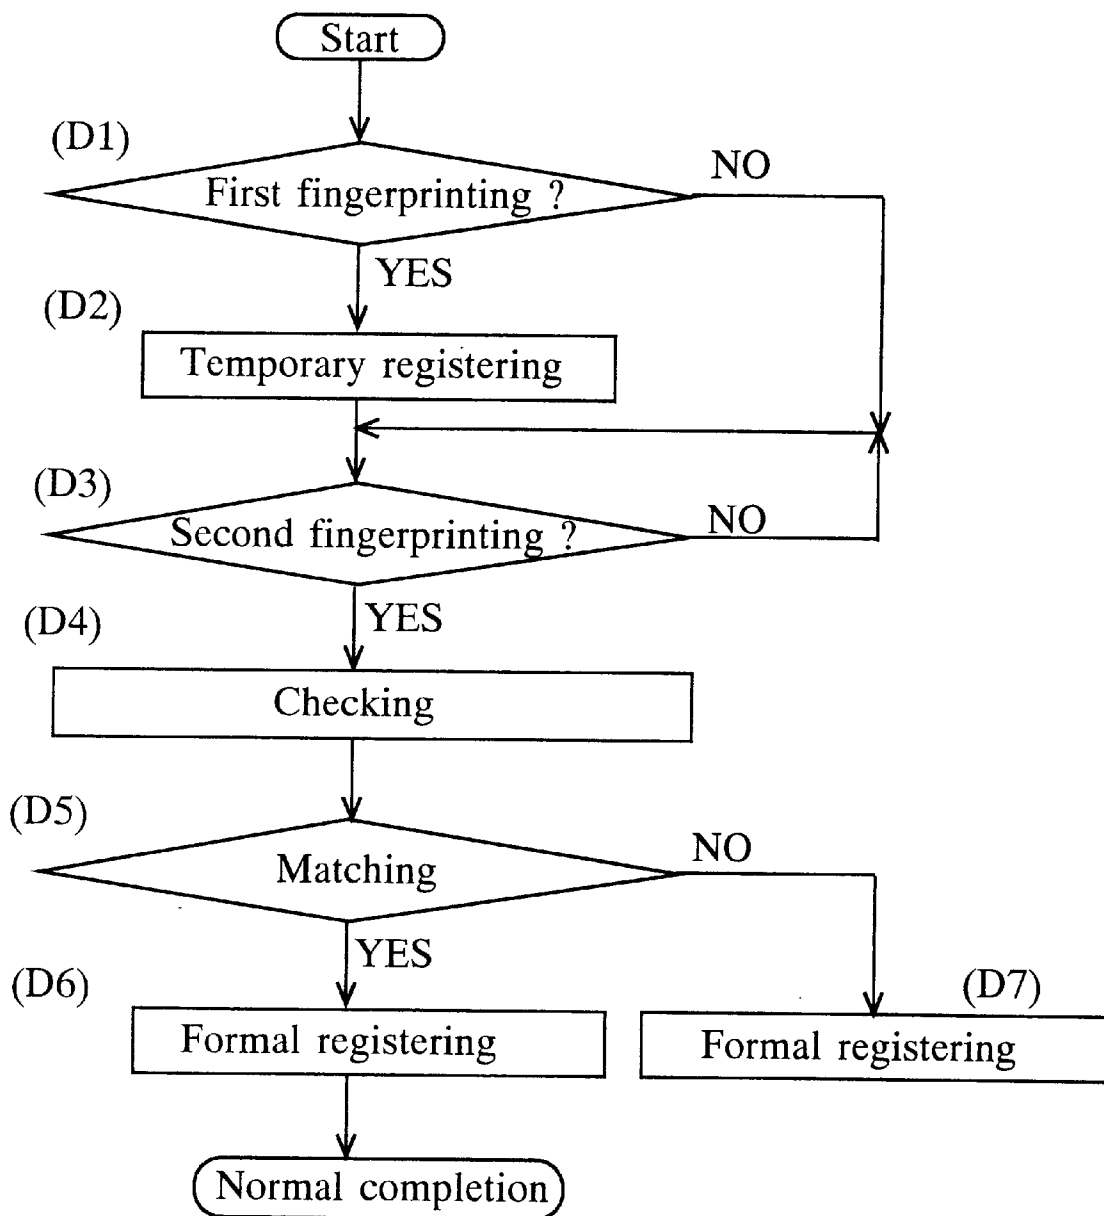 Start
(D1)
First fingerprinting ?
NO
YES
(D2)
Temporary registering
(D3)
Second fingerprinting ?
NO
YES
(D4)
Checking
(D5)
Matching
NO
YES
(D6)
(D7)
Formal registering
Formal registering
Normal completion